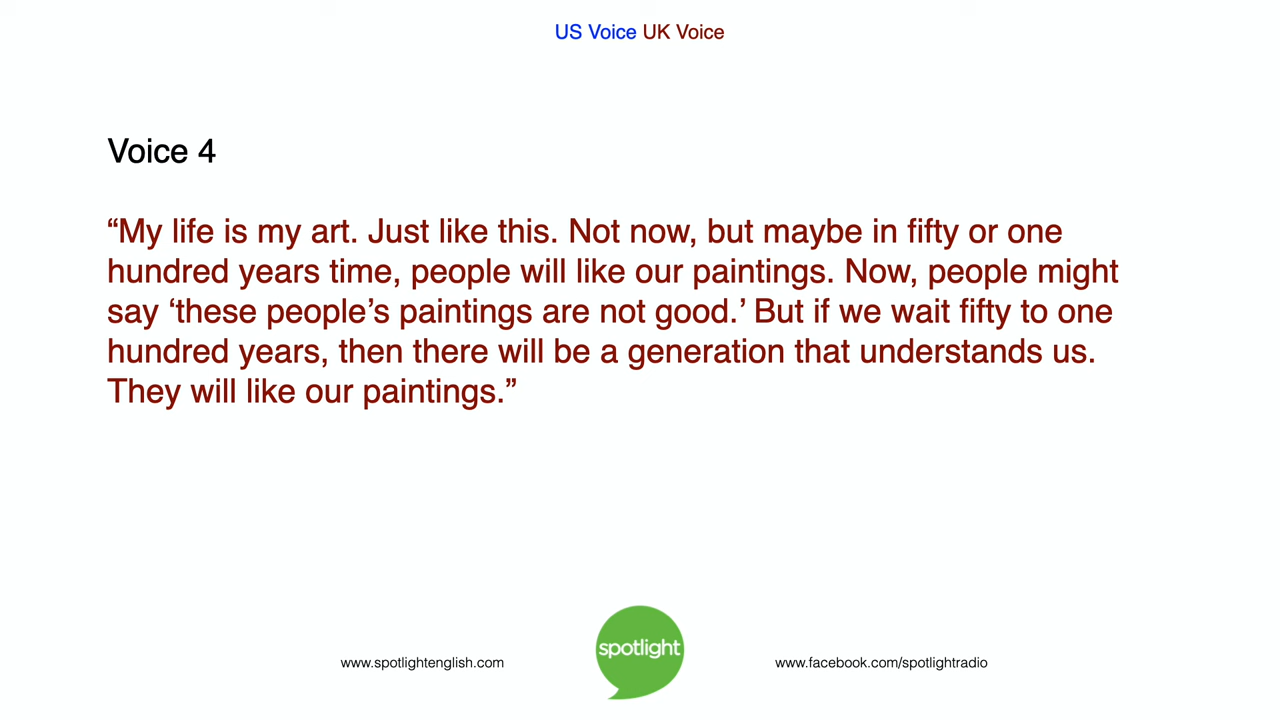 US Voice UK Voice
Voice 4
“My life is my art. Just like this. Not now, but maybe in fifty or one
hundred years time, people will like our paintings. Now, people might
say ‘these people’s paintings are not good.’ But if we wait fifty to one
hundred years, then there will be a generation that understands us.
They will like our paintings.”
spotlight
www.spotlightenglish.com
www.facebook.com/spotlightradio